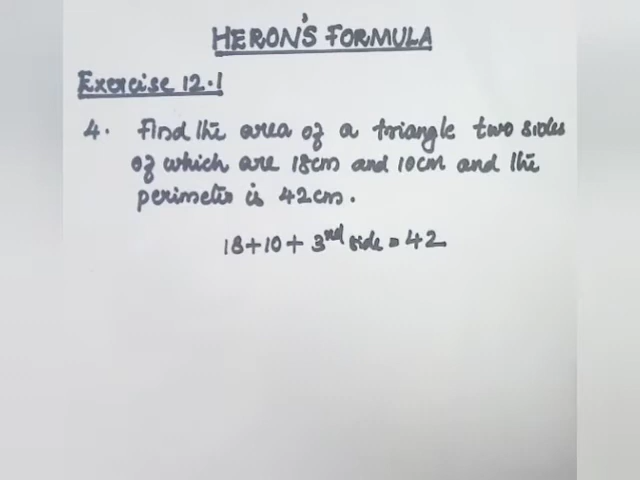 HERON'S FORMULA
Exercise 12.1
4. Find the area of a triangle two sides
of which are 18cm and 10cm and the
perimeter is 42cm.
18+10+ 3rd side = 42